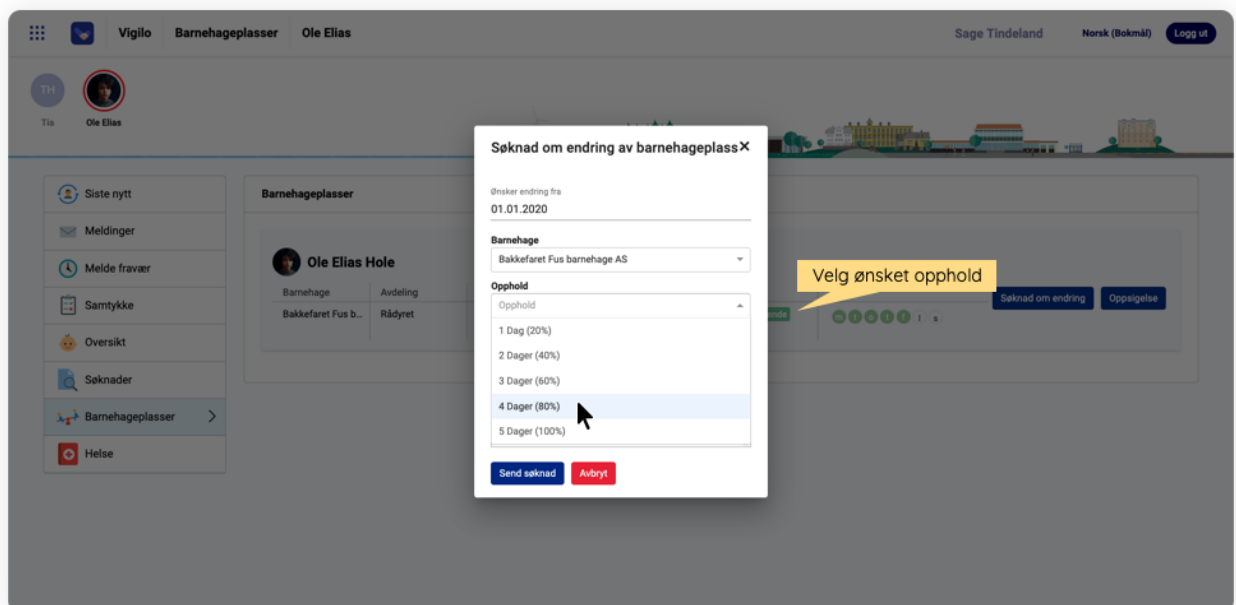 Vigilo Barnehageplasser Ole Elias Sage Tindeland Norsk (Bokmål) Logg ut
TH
Tia Ole Elias
Søknad om endring av barnehageplass X
Siste nytt
Meldinger
Melde fravær
Samtykke
Oversikt
Søknader
Barnehageplasser
Helse
Barnehageplasser
Ole Elias Hole
Barnehage Avdeling
Bakkefaret Fus b... Rådyret
Ønsker endring fra
01.01.2020
Barnehage
Bakkefaret Fus barnehage AS
Opphold
Opphold
1 Dag (20%)
2 Dager (40%)
3 Dager (60%)
4 Dager (80%)
5 Dager (100%)
Send søknad Avbryt
Velg ønsket opphold
m t o t f l s
Søknad om endring Oppsigelse